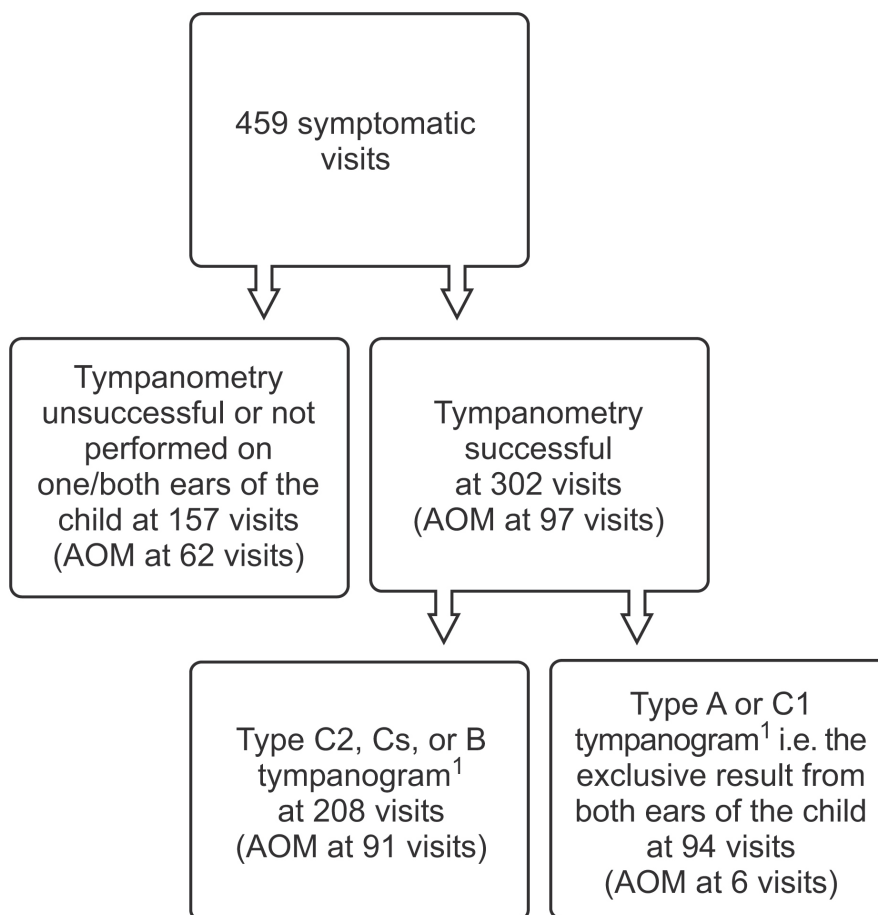 459 symptomatic
visits
Tympanometry
unsuccessful or not
performed on
one/both ears of the
child at 157 visits
(AOM at 62 visits)
Tympanometry
successful
at 302 visits
(AOM at 97 visits)
Type C2, Cs, or B
tympanogram¹
at 208 visits
(AOM at 91 visits)
Type A or C1
tympanogram¹ i.e. the
exclusive result from
both ears of the child
at 94 visits
(AOM at 6 visits)